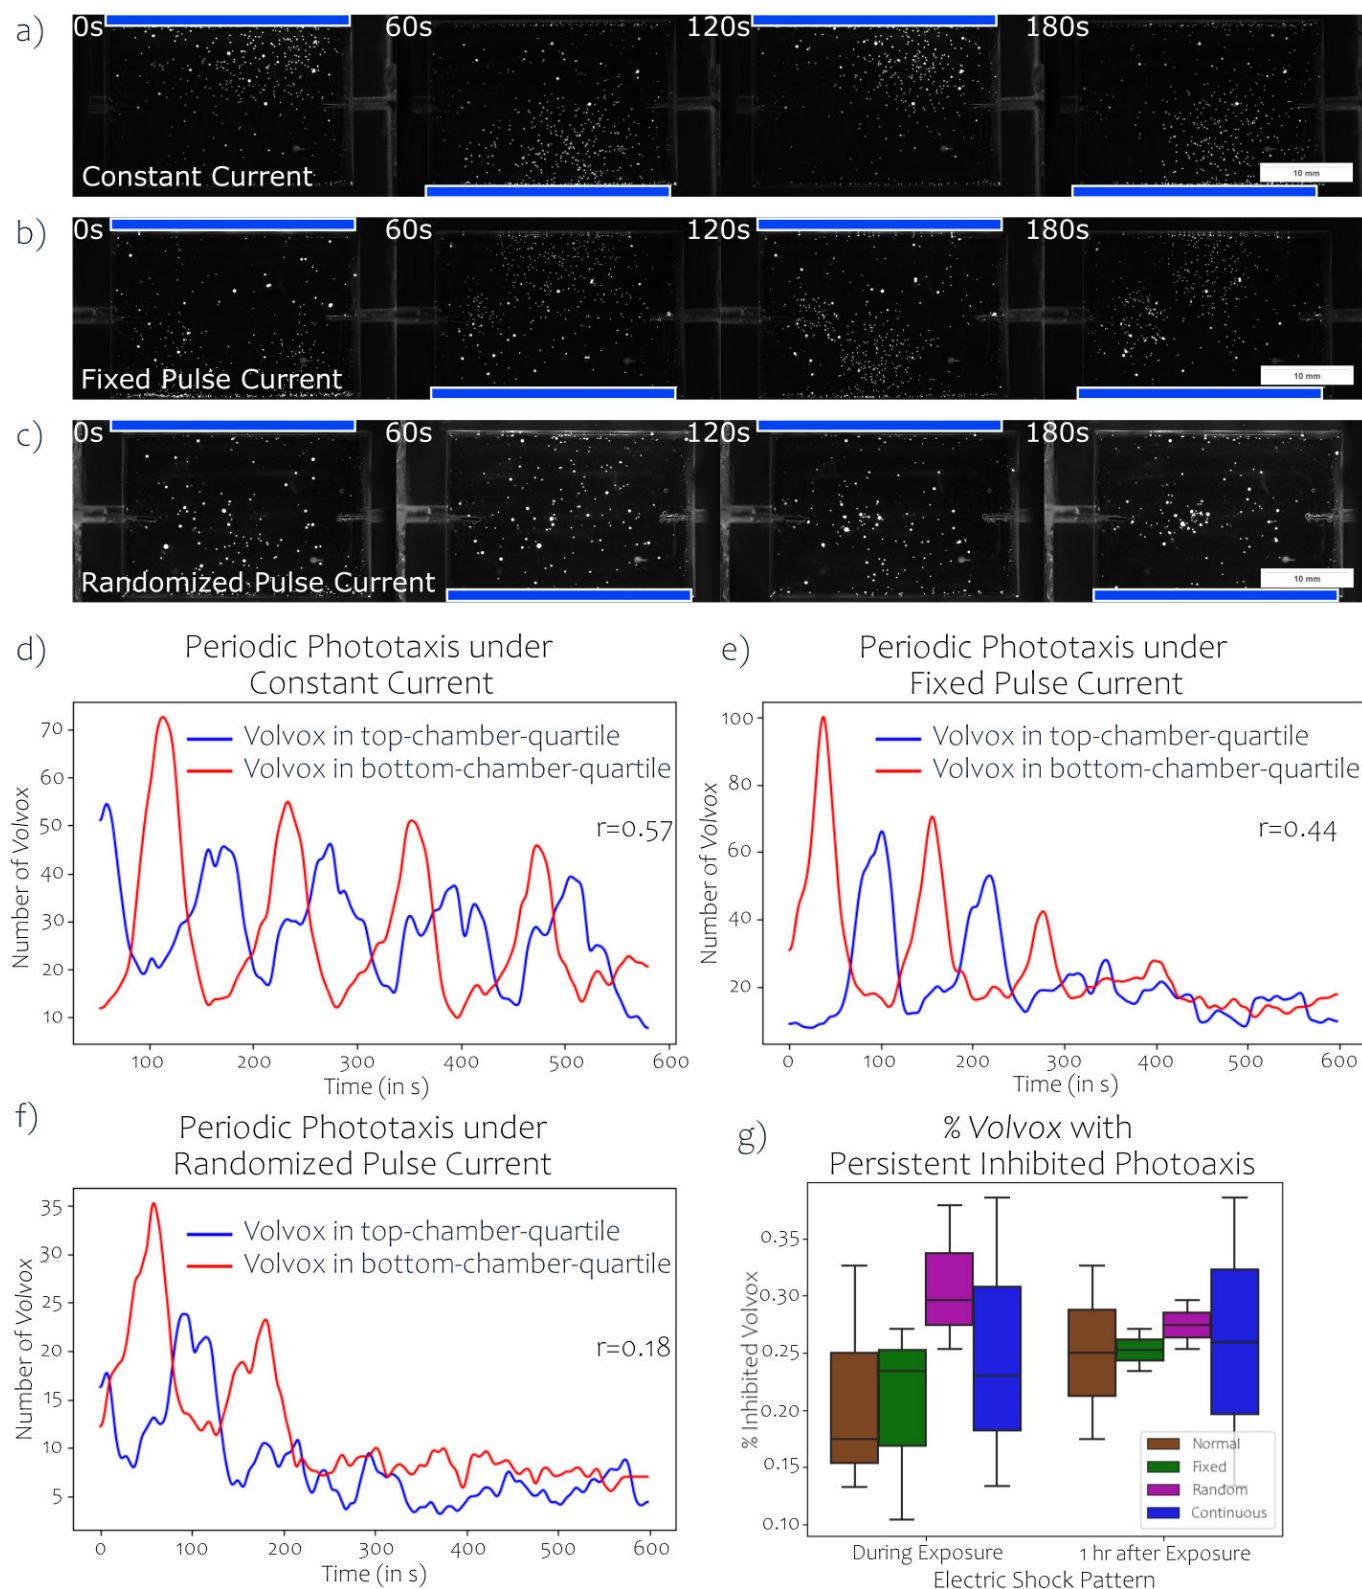 a)
0s
60s
120s
180s
Constant Current
10 mm
b)
0s
60s
120s
180s
Fixed Pulse Current
10 mm
c)
0s
60s
120s
180s
Randomized Pulse Current
10 mm
d)
Periodic Phototaxis under
Constant Current
Volvox in top-chamber-quartile
Volvox in bottom-chamber-quartile
r=0.57
Number of Volvox
70
60
50
40
30
20
10
100
200
300
400
500
600
Time (in s)
e)
Periodic Phototaxis under
Fixed Pulse Current
Volvox in top-chamber-quartile
Volvox in bottom-chamber-quartile
r=0.44
Number of Volvox
100
80
60
40
20
0
100
200
300
400
500
600
Time (in s)
f)
Periodic Phototaxis under
Randomized Pulse Current
Volvox in top-chamber-quartile
Volvox in bottom-chamber-quartile
r=0.18
Number of Volvox
35
30
25
20
15
10
5
0
100
200
300
400
500
600
Time (in s)
g)
% Volvox with
Persistent Inhibited Photoaxis
% Inhibited Volvox
0.35
0.30
0.25
0.20
0.15
0.10
Normal
Fixed
Random
Continuous
During Exposure
1 hr after Exposure
Electric Shock Pattern